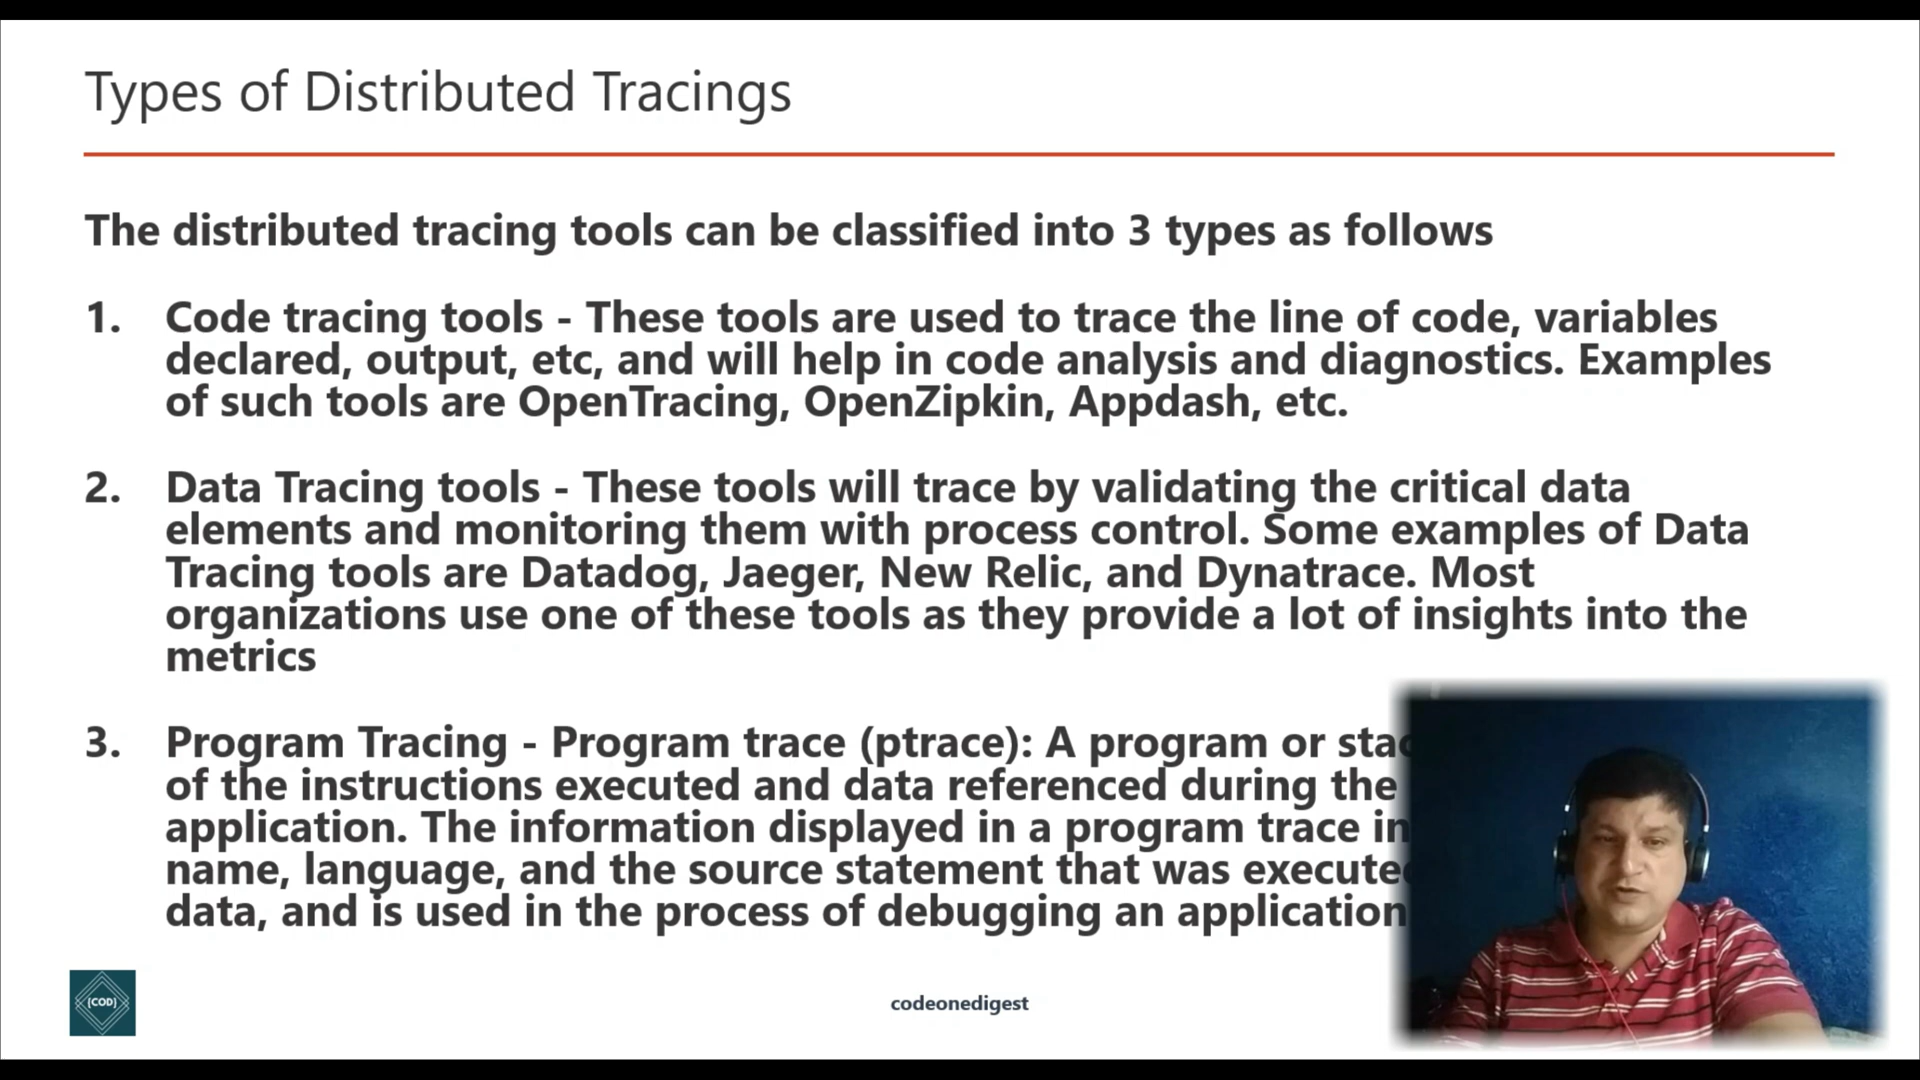 Types of Distributed Tracings
The distributed tracing tools can be classified into 3 types as follows
1. Code tracing tools - These tools are used to trace the line of code, variables
declared, output, etc, and will help in code analysis and diagnostics. Examples
of such tools are OpenTracing, OpenZipkin, Appdash, etc.
2. Data Tracing tools - These tools will trace by validating the critical data
elements and monitoring them with process control. Some examples of Data
Tracing tools are Datadog, Jaeger, New Relic, and Dynatrace. Most
organizations use one of these tools as they provide a lot of insights into the
metrics
3. Program Tracing - Program trace (ptrace): A program or
of the instructions executed and data referenced during the
application. The information displayed in a program trace
name, language, and the source statement that was
data, and is used in the process of debugging an application
{COD}
codeonedigest